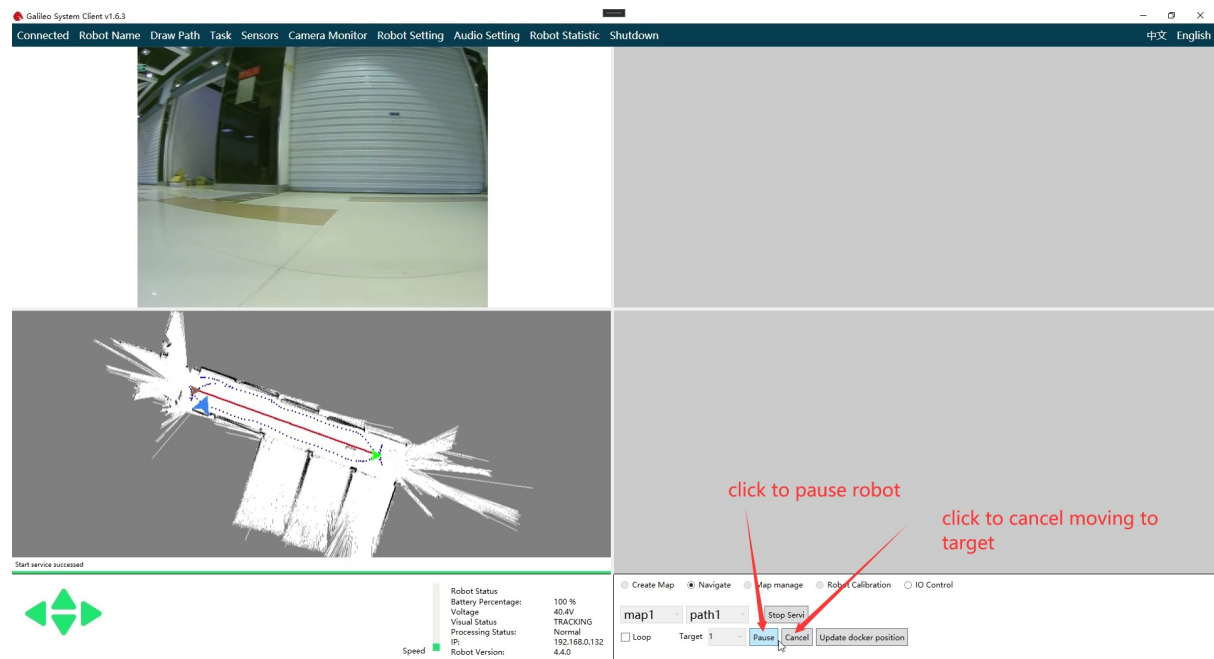 Galileo System Client v1.6.3
Connected Robot Name Draw Path Task Sensors Camera Monitor Robot Setting Audio Setting Robot Statistic Shutdown 中文 English
click to pause robot
click to cancel moving to
target
Start service successed
Create Map Navigate Map manage Robot Calibration IO Control
map1 path1 Stop Servi
Loop Target 1 Pause Cancel Update docker position
Robot Status
Battery Percentage: 100 %
Voltage 40.4V
Visual Status TRACKING
Processing Status: Normal
IP: 192.168.0.132
Speed Robot Version: 4.4.0